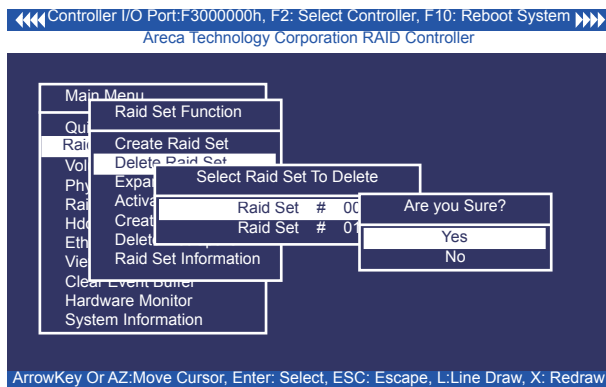 Controller I/O Port:F3000000h, F2: Select Controller, F10: Reboot System
Areca Technology Corporation RAID Controller
Main Menu
Raid Set Function
Create Raid Set
Delete Raid Set
Select Raid Set To Delete
Raid Set # 00
Raid Set # 01
Are you Sure?
Yes
No
Raid Set Information
Clear Event Buffer
Hardware Monitor
System Information
ArrowKey Or AZ:Move Cursor, Enter: Select, ESC: Escape, L:Line Draw, X: Redraw